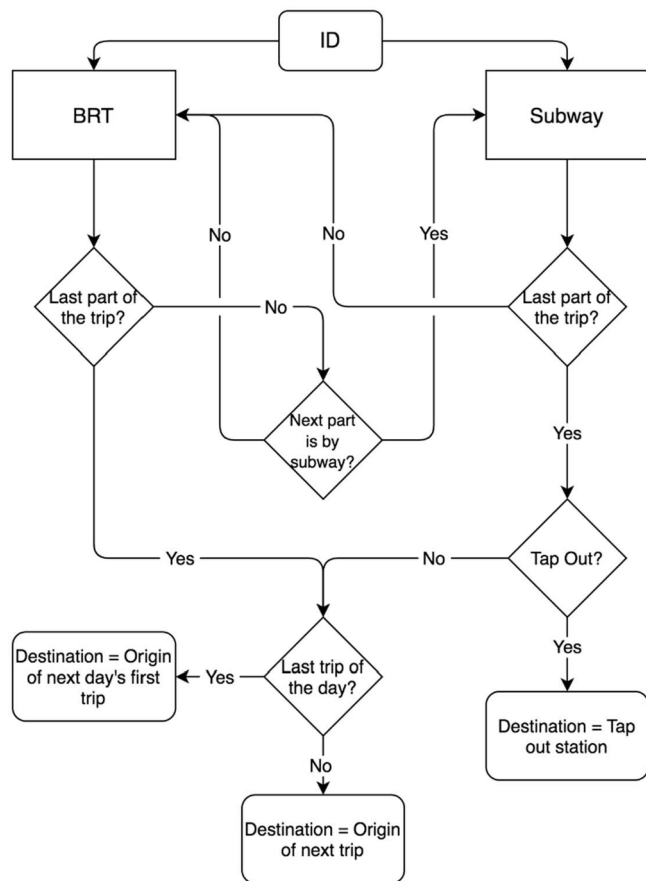 ID
BRT
Subway
No
No
Yes
Last part of
the trip?
No
Last part of
the trip?
Next part
is by
subway?
Yes
Yes
No
Tap Out?
Destination = Origin
of next day's first
trip
Yes
Last trip of
the day?
Yes
Destination = Tap
out station
No
Destination = Origin
of next trip